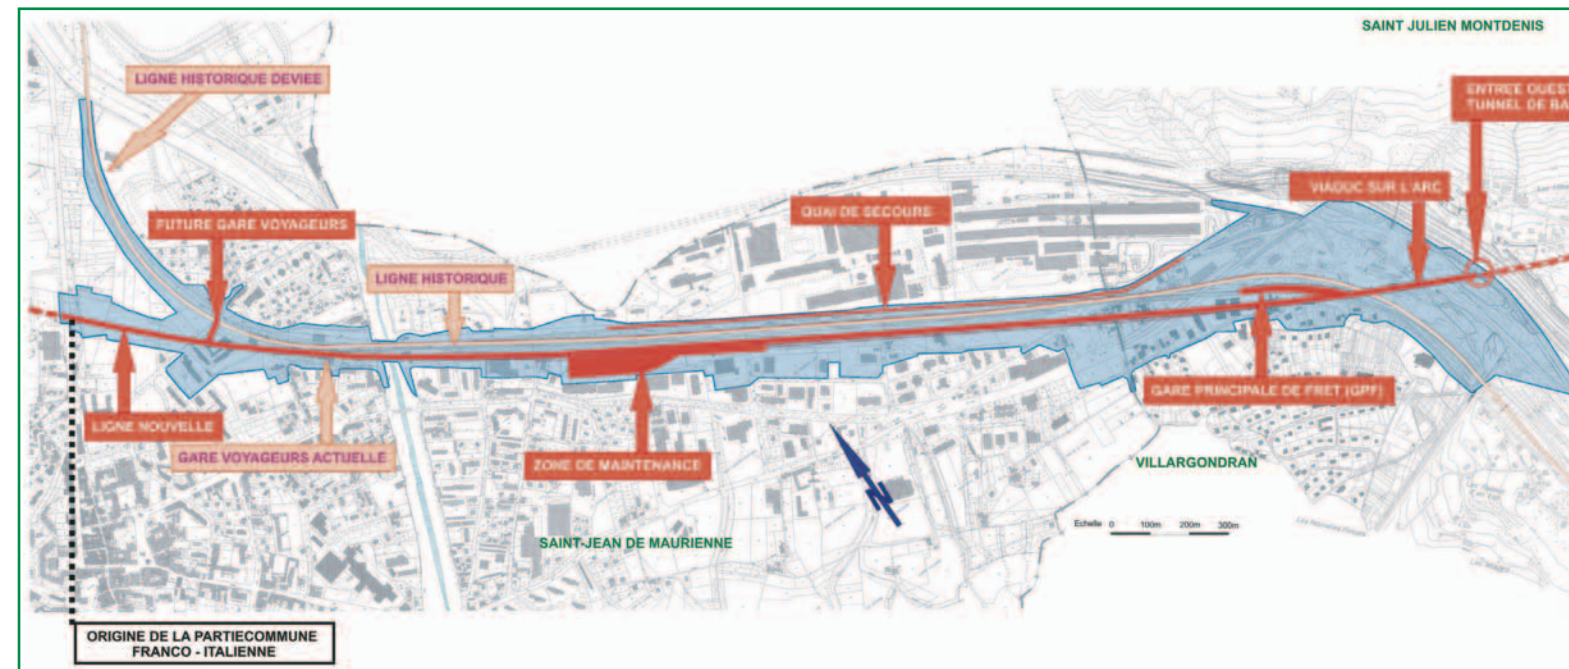 SAINT JULIEN MONTDENIS
LIGNE HISTORIQUE DEVIEE
ENTREE OUEST
TUNNEL DE BA
VIADUC SUR L'ARC
QUAI DE SECOURS
FUTURE GARE VOYAGEURS
LIGNE HISTORIQUE
GARE PRINCIPALE DE FRET (GPF)
LIGNE NOUVELLE
GARE VOYAGEURS ACTUELLE
ZONE DE MAINTENANCE
VILLARGONDRAN
N
Echelle 0 100m 200m 300m
SAINT-JEAN DE MAURIENNE
ORIGINE DE LA PARTIECOMMUNE
FRANCO - ITALIENNE